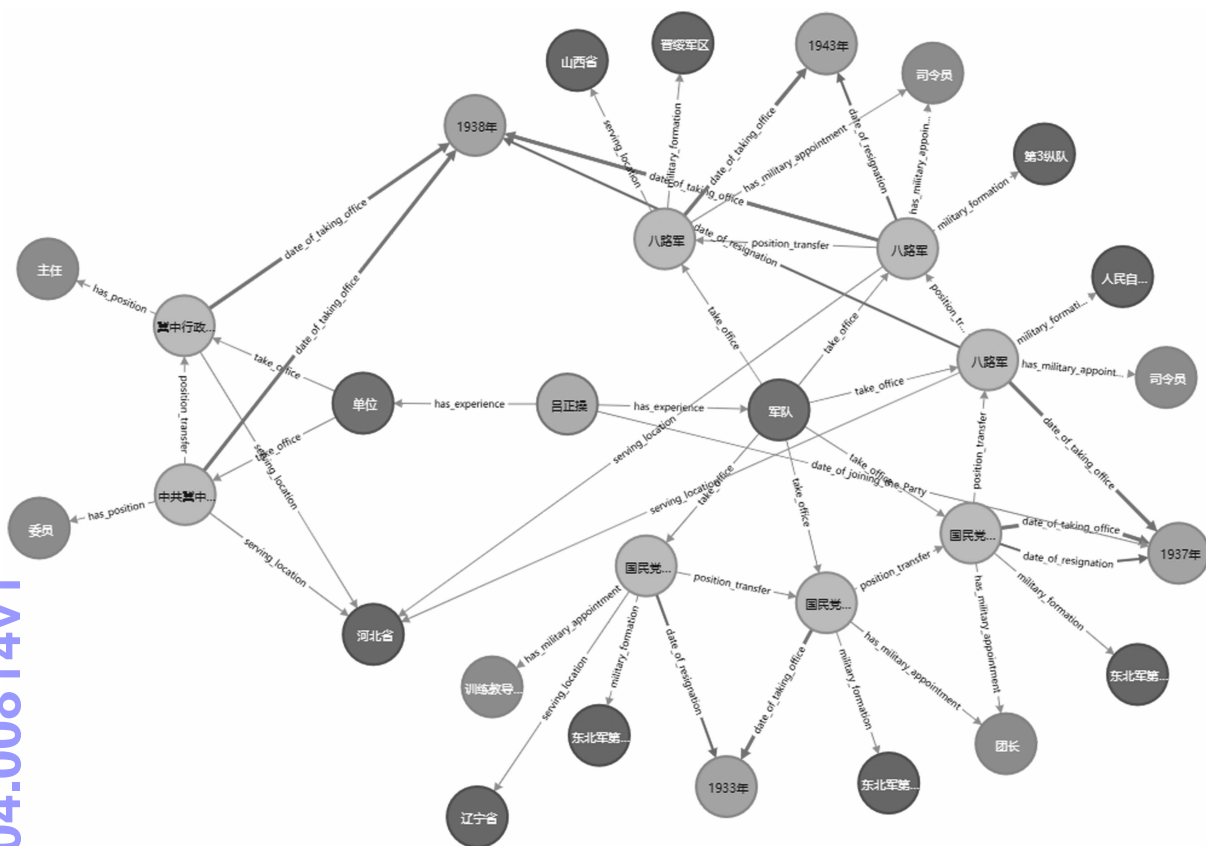 山西省
晋绥军区
1943年
司令员
1938年
第3纵队
serving_location
military_formation
date_of_taking_office
has_military_appointment
date_of_resignation
has_military_appoin...
military_formation
date_of_taking_office
date_of_taking_office
date_of_taking_office
date_of_resignation
八路军
position_transfer
八路军
主任
has_position
冀中行政...
人民自...
military_formati...
position_tr...
八路军
has_military_appoint...
司令员
take_office
take_office
take_office
position_transfer
单位
has_experience
吕正操
has_experience
军队
take_office
take_office
serving_location
serving_location
date_of_taking_office
position_transfer
take_office
date_of_joining_the_Party
中共冀中...
serving_location
take_office
take_office
委员
has_position
serving_location
国民党...
date_of_taking_office
date_of_resignation
1937年
国民党...
position_transfer
国民党...
position_transfer
河北省
has_military_appointment
military_formation
date_of_resignation
date_of_taking_office
military_formation
has_military_appointment
has_military_appointment
military_formation
训练教导...
serving_location
东北军第...
东北军第...
团长
1933年
东北军第...
辽宁省